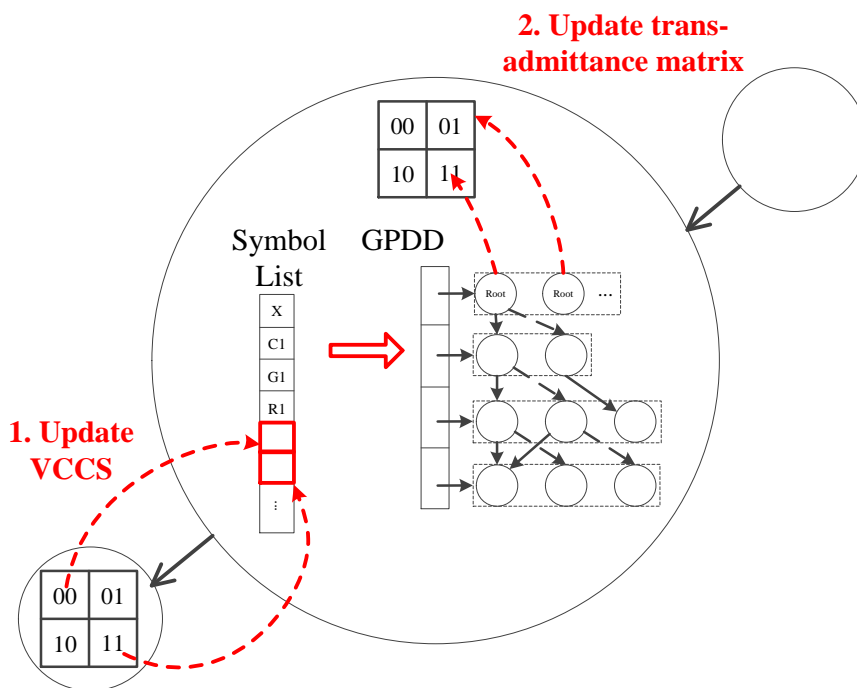 2. Update trans-
admittance matrix
00 01
10 11
Symbol
List
GPDD
X
C1
G1
R1
⋮
Root
Root
...
1. Update
VCCS
00 01
10 11